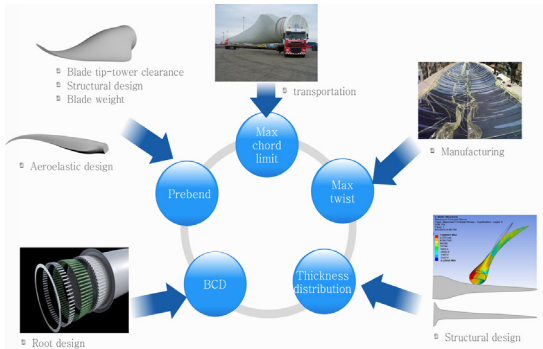 Blade tip-tower clearance
Structural design
Blade weight
transportation
Max
chord
limit
Aeroelastic design
Manufacturing
Prebend
Max
twist
BCD
Thickness
distribution
Root design
Structural design